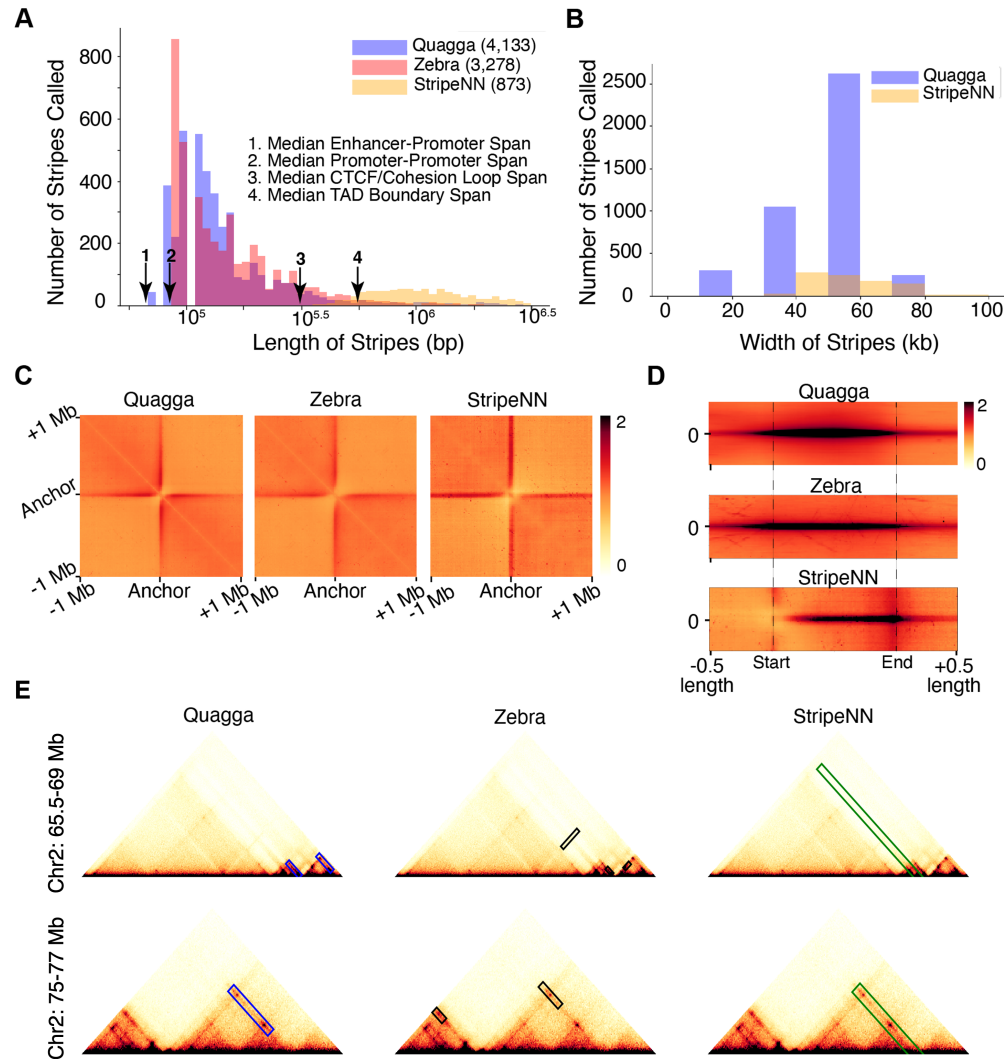 A
B
Number of Stripes Called
800
600
400
200
0
Quagga (4,133)
Zebra (3,278)
StripeNN (873)
1. Median Enhancer-Promoter Span
2. Median Promoter-Promoter Span
3. Median CTCF/Cohesion Loop Span
4. Median TAD Boundary Span
1
2
3
4
10^5
10^5.5
10^6
10^6.5
Length of Stripes (bp)
Number of Stripes Called
2500
2000
1000
500
0
Quagga
StripeNN
0
20
40
60
80
100
Width of Stripes (kb)
C
Quagga
Zebra
StripeNN
+1 Mb
Anchor
-1 Mb
-1 Mb
Anchor
+1 Mb
-1 Mb
Anchor
+1 Mb
-1 Mb
Anchor
+1 Mb
2
1
0
D
Quagga
0
2
1
0
Zebra
0
StripeNN
0
-0.5
length
Start
End
+0.5
length
E
Quagga
Zebra
StripeNN
Chr2: 65.5-69 Mb
Chr2: 75-77 Mb